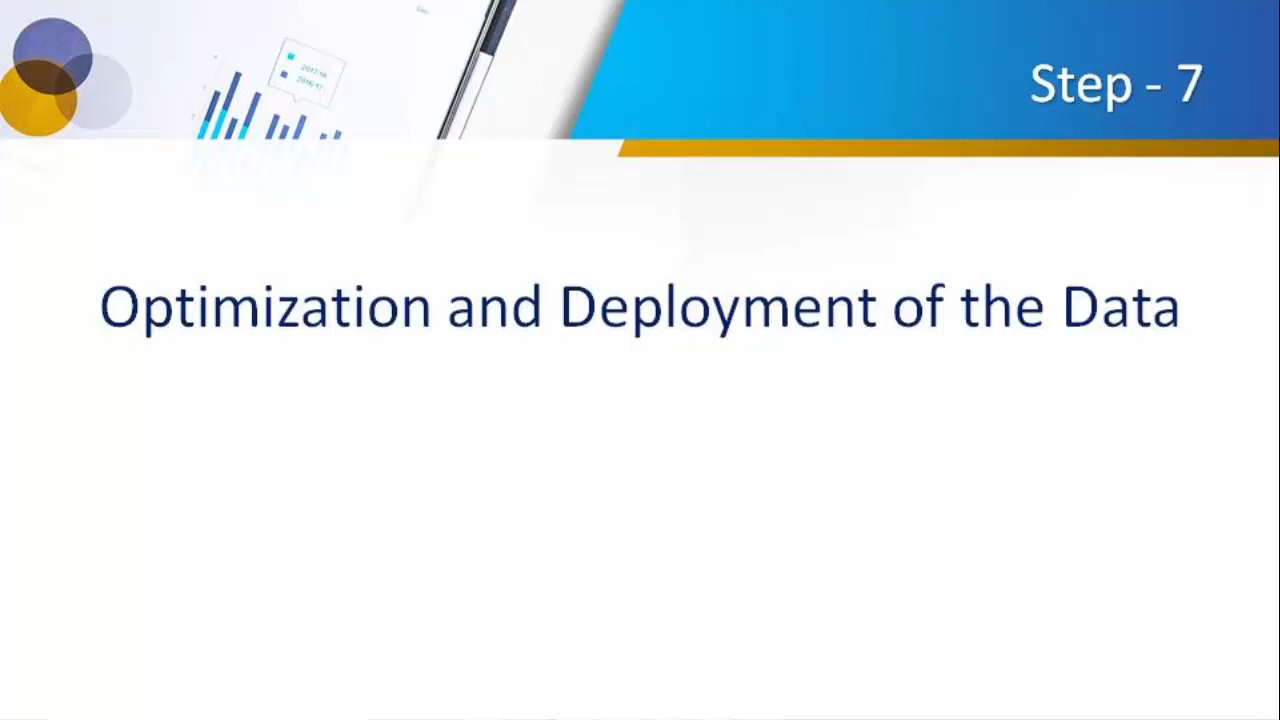 Step - 7
Optimization and Deployment of the Data